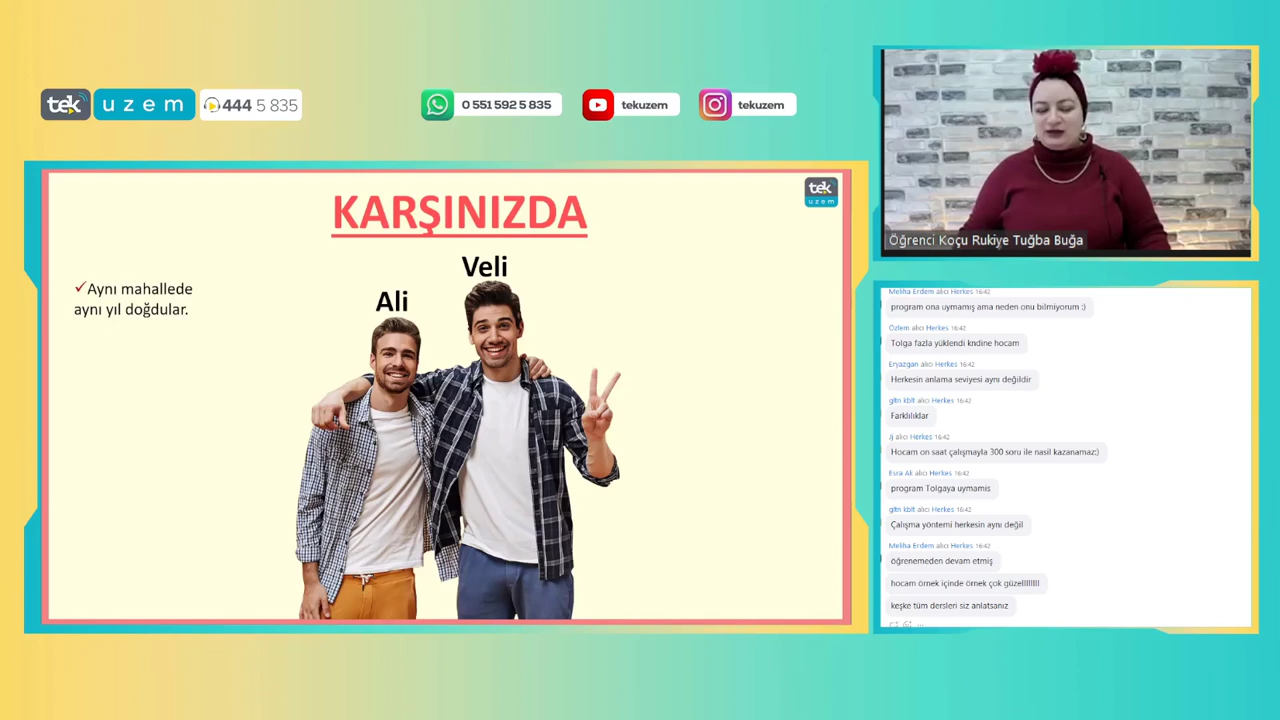 tek uzem 444 5 835
0 551 592 5 835
tekuzem
tekuzem
tek
uzem
KARŞINIZDA
Veli
Ali
✓Aynı mahallede
aynı yıl doğdular.
Öğrenci Koçu Rukiye Tuğba Buğa
Meliha Erdem alıcı Herkes 16:42
program ona uymamış ama neden onu bilmiyorum :)
Özlem alıcı Herkes 16:42
Tolga fazla yüklendi kndine hocam
Eryazgan alıcı Herkes 16:42
Herkesin anlama seviyesi aynı değildir
gltn kblt alıcı Herkes 16:42
Farklılıklar
.ı) alıcı Herkes 16:42
Hocam on saat çalışmayla 300 soru ile nasil kazanamaz;)
Esra Ak alıcı Herkes 16:42
program Tolgaya uymamis
gltn kblt alıcı Herkes 16:42
Çalışma yöntemi herkesin aynı değil
Meliha Erdem alıcı Herkes 16:42
öğrenemeden devam etmiş
hocam örnek içinde örnek çok güzelllllllll
keşke tüm dersleri siz anlatsanız